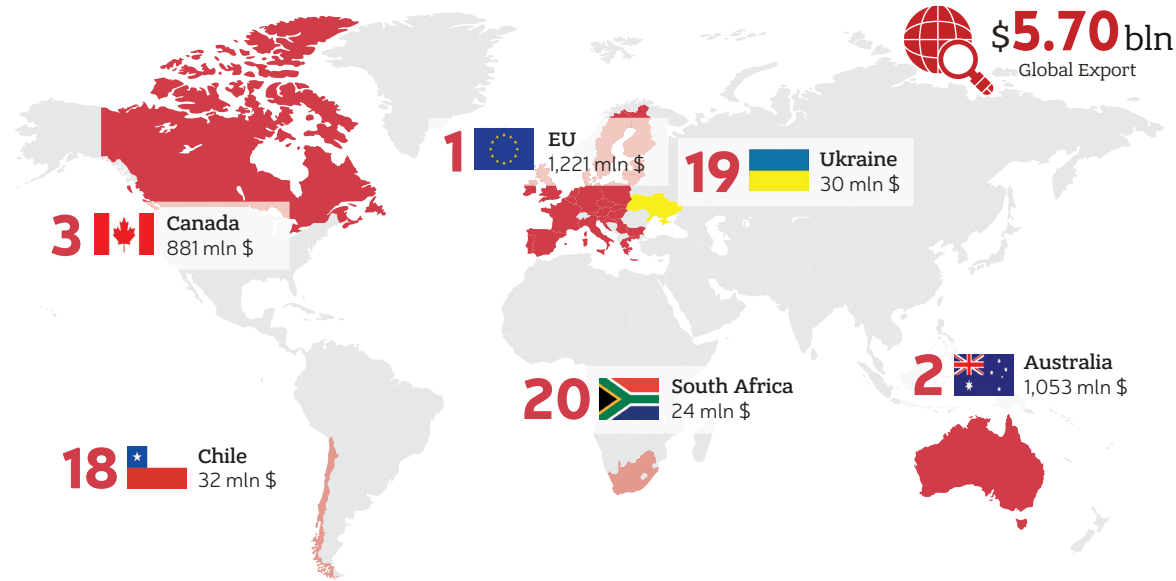 $5.70 bln
Global Export
1
EU
1,221 mln $
19
Ukraine
30 mln $
3
Canada
881 mln $
2
Australia
1,053 mln $
20
South Africa
24 mln $
18
Chile
32 mln $